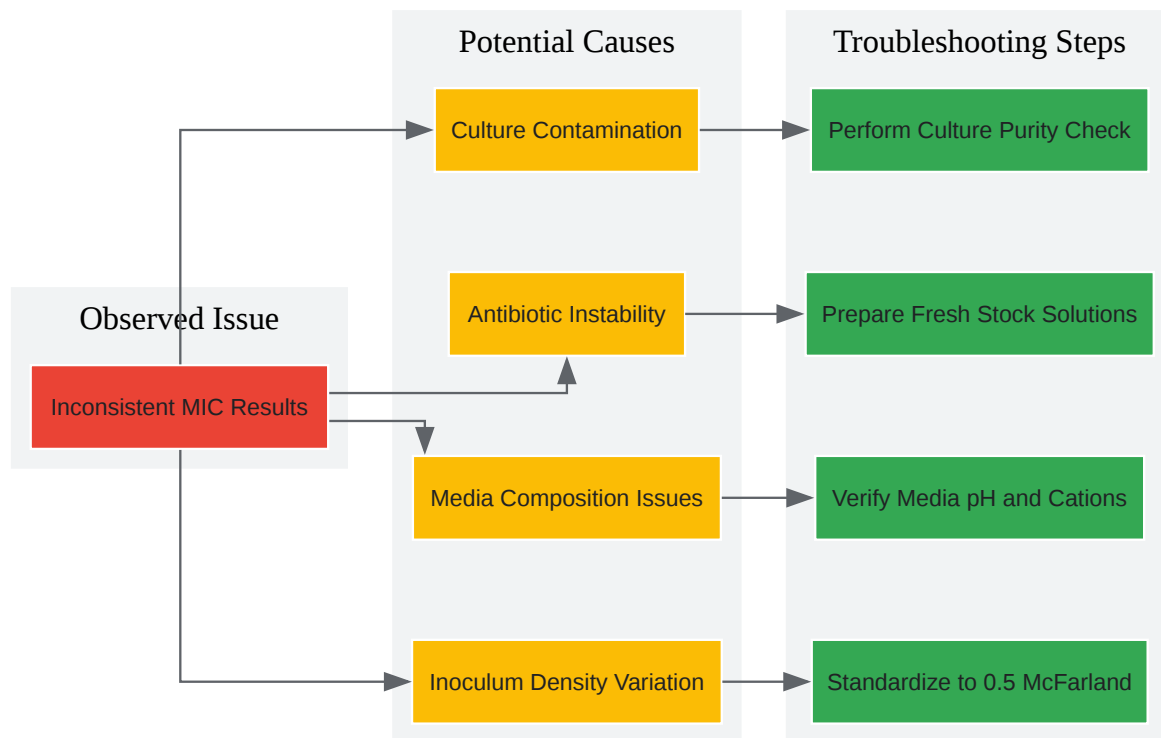 Potential Causes
Troubleshooting Steps
Culture Contamination
Perform Culture Purity Check
Antibiotic Instability
Prepare Fresh Stock Solutions
Observed Issue
Inconsistent MIC Results
Media Composition Issues
Verify Media pH and Cations
Inoculum Density Variation
Standardize to 0.5 McFarland